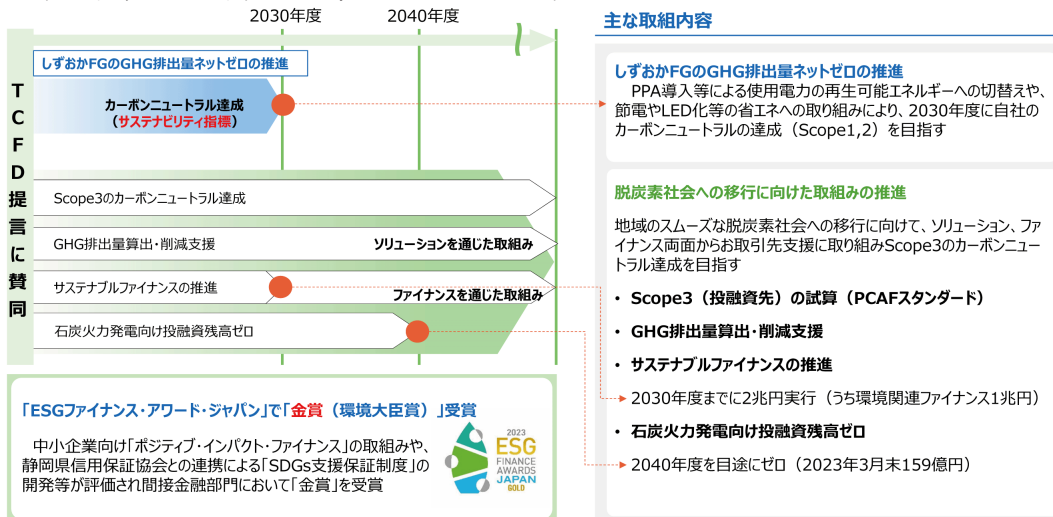 2030年度
2040年度
TCFD提言に賛同
しずおかFGのGHG排出量ネットゼロの推進
カーボンニュートラル達成
（サステナビリティ指標）
Scope3のカーボンニュートラル達成
GHG排出量算出・削減支援
ソリューションを通じた取組み
サステナブルファイナンスの推進
ファイナンスを通じた取組み
石炭火力発電向け投融資残高ゼロ
「ESGファイナンス・アワード・ジャパン」で「金賞（環境大臣賞）」受賞
中小企業向け「ポジティブ・インパクト・ファイナンス」の取組みや、
静岡県信用保証協会との連携による「SDGs支援保証制度」の
開発等が評価され間接金融部門において「金賞」を受賞
2023
ESG
FINANCE
AWARDS
JAPAN
GOLD
主な取組内容
しずおかFGのGHG排出量ネットゼロの推進
PPA導入等による使用電力の再生可能エネルギーへの切替えや、
節電やLED化等の省エネへの取り組みにより、2030年度に自社の
カーボンニュートラルの達成（Scope1,2）を目指す
脱炭素社会への移行に向けた取組みの推進
地域のスムーズな脱炭素社会への移行に向けて、ソリューション、ファ
イナンス両面からお取引先支援に取り組みScope3のカーボンニュー
トラル達成を目指す
• Scope3（投融資先）の試算（PCAFスタンダード）
• GHG排出量算出・削減支援
• サステナブルファイナンスの推進
2030年度までに2兆円実行（うち環境関連ファイナンス1兆円）
• 石炭火力発電向け投融資残高ゼロ
2040年度を目途にゼロ（2023年3月末159億円）